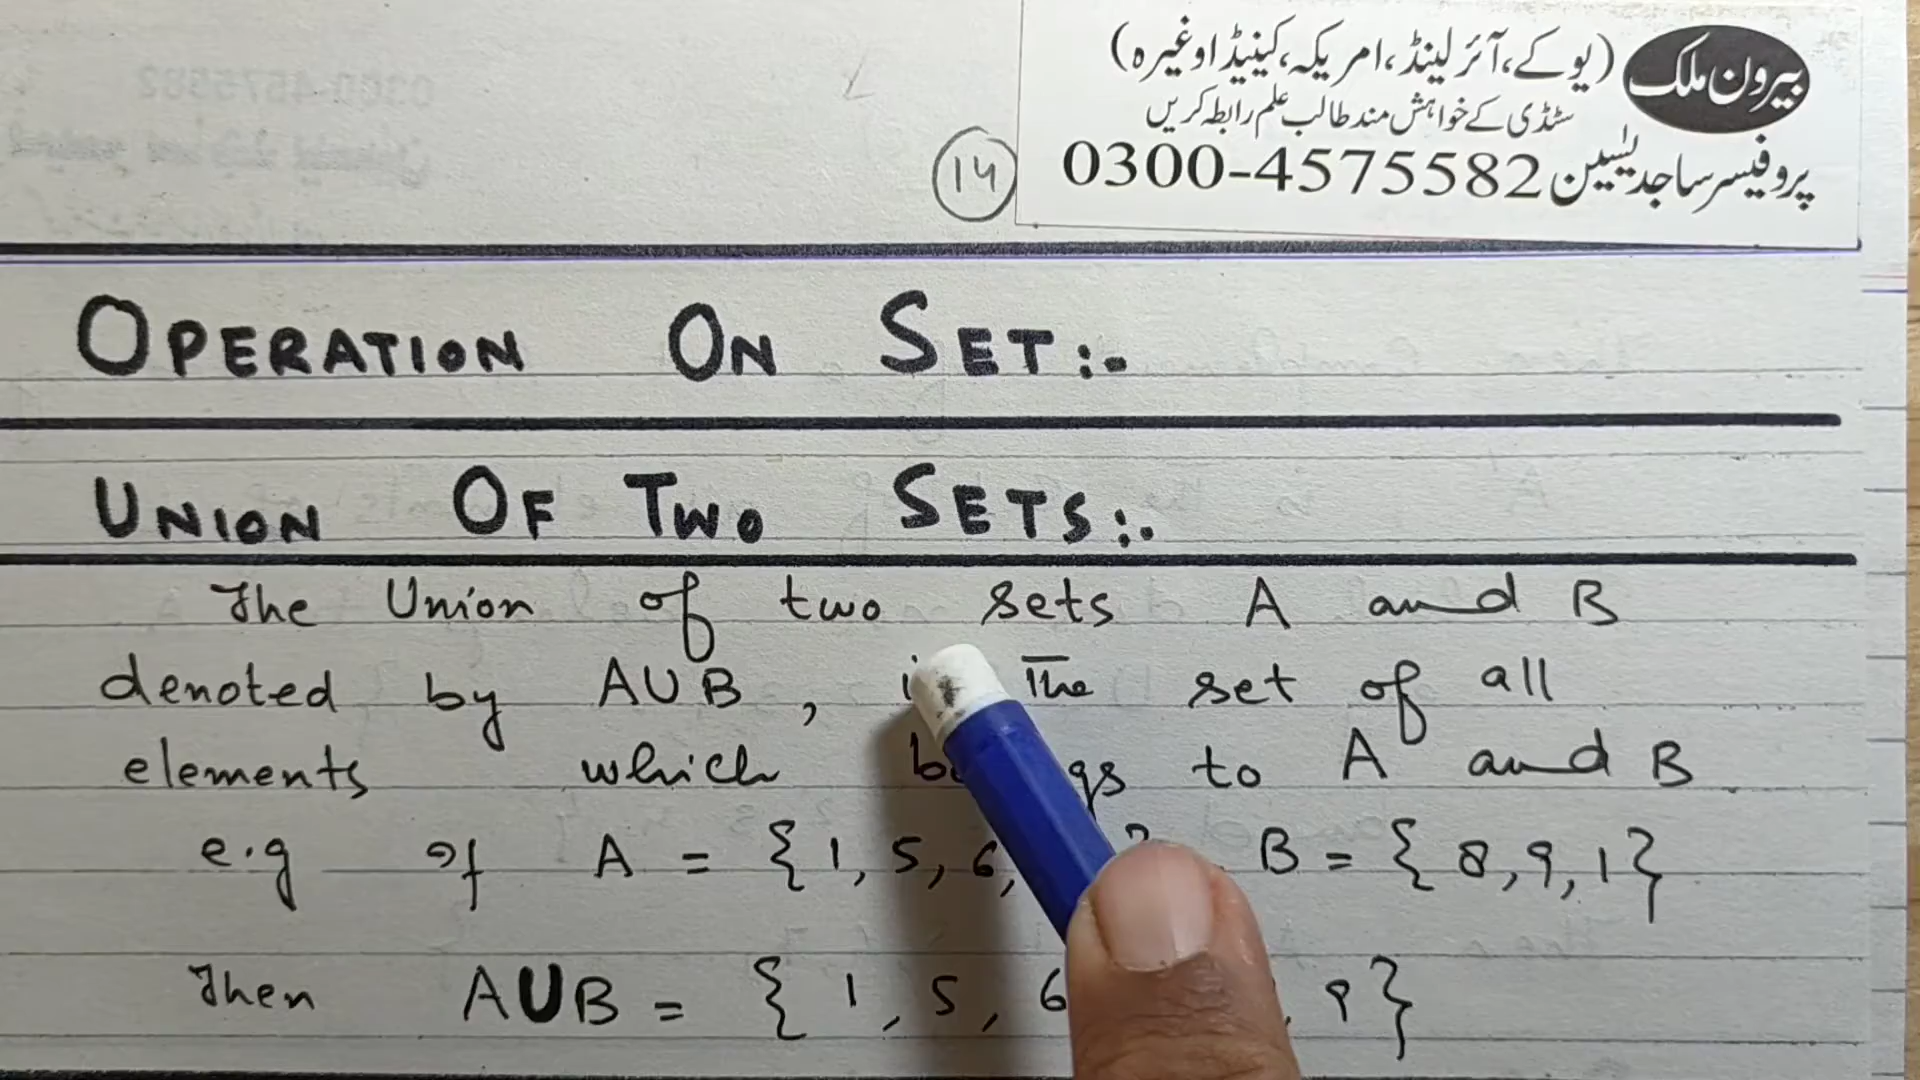 بیرون ملک (یو کے، آئرلینڈ، امریکہ، کینیڈا وغیرہ)
سٹڈی کے خواہش مند طالب علم رابطہ کریں
پروفیسر ساجد یٰسین 0300-4575582
14
OPERATION ON SET:-
UNION OF TWO SETS:-
The Union of two sets A and B
denoted by AUB, The set of all
elements which to A and B
e.g of A = {1, 5, 6, B = {8, 9, 1}
Then AUB = { 1, 5, 6 , 9}